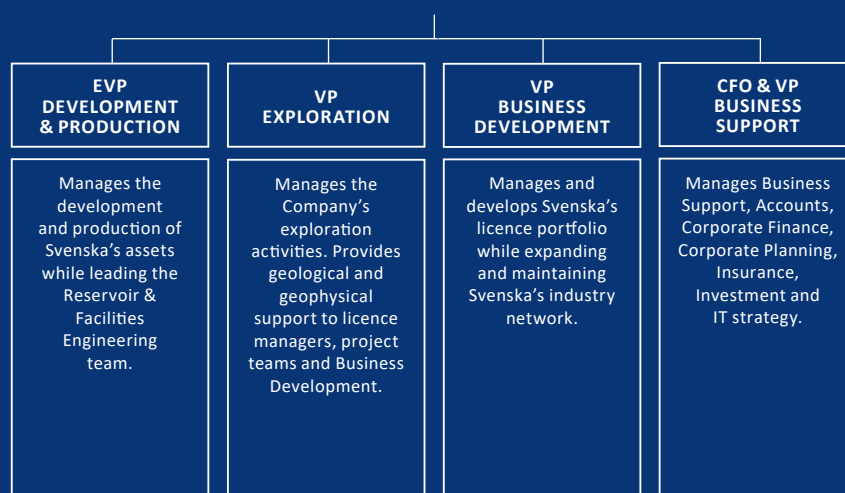 EVP
DEVELOPMENT
& PRODUCTION
Manages the
development
and production of
Svenska's assets
while leading the
Reservoir &
Facilities
Engineering
team.
VP
EXPLORATION
Manages the
Company's
exploration
activities. Provides
geological and
geophysical
support to licence
managers, project
teams and Business
Development.
VP
BUSINESS
DEVELOPMENT
Manages and
develops Svenska's
licence portfolio
while expanding
and maintaining
Svenska's industry
network.
CFO & VP
BUSINESS
SUPPORT
Manages Business
Support, Accounts,
Corporate Finance,
Corporate Planning,
Insurance,
Investment and
IT strategy.